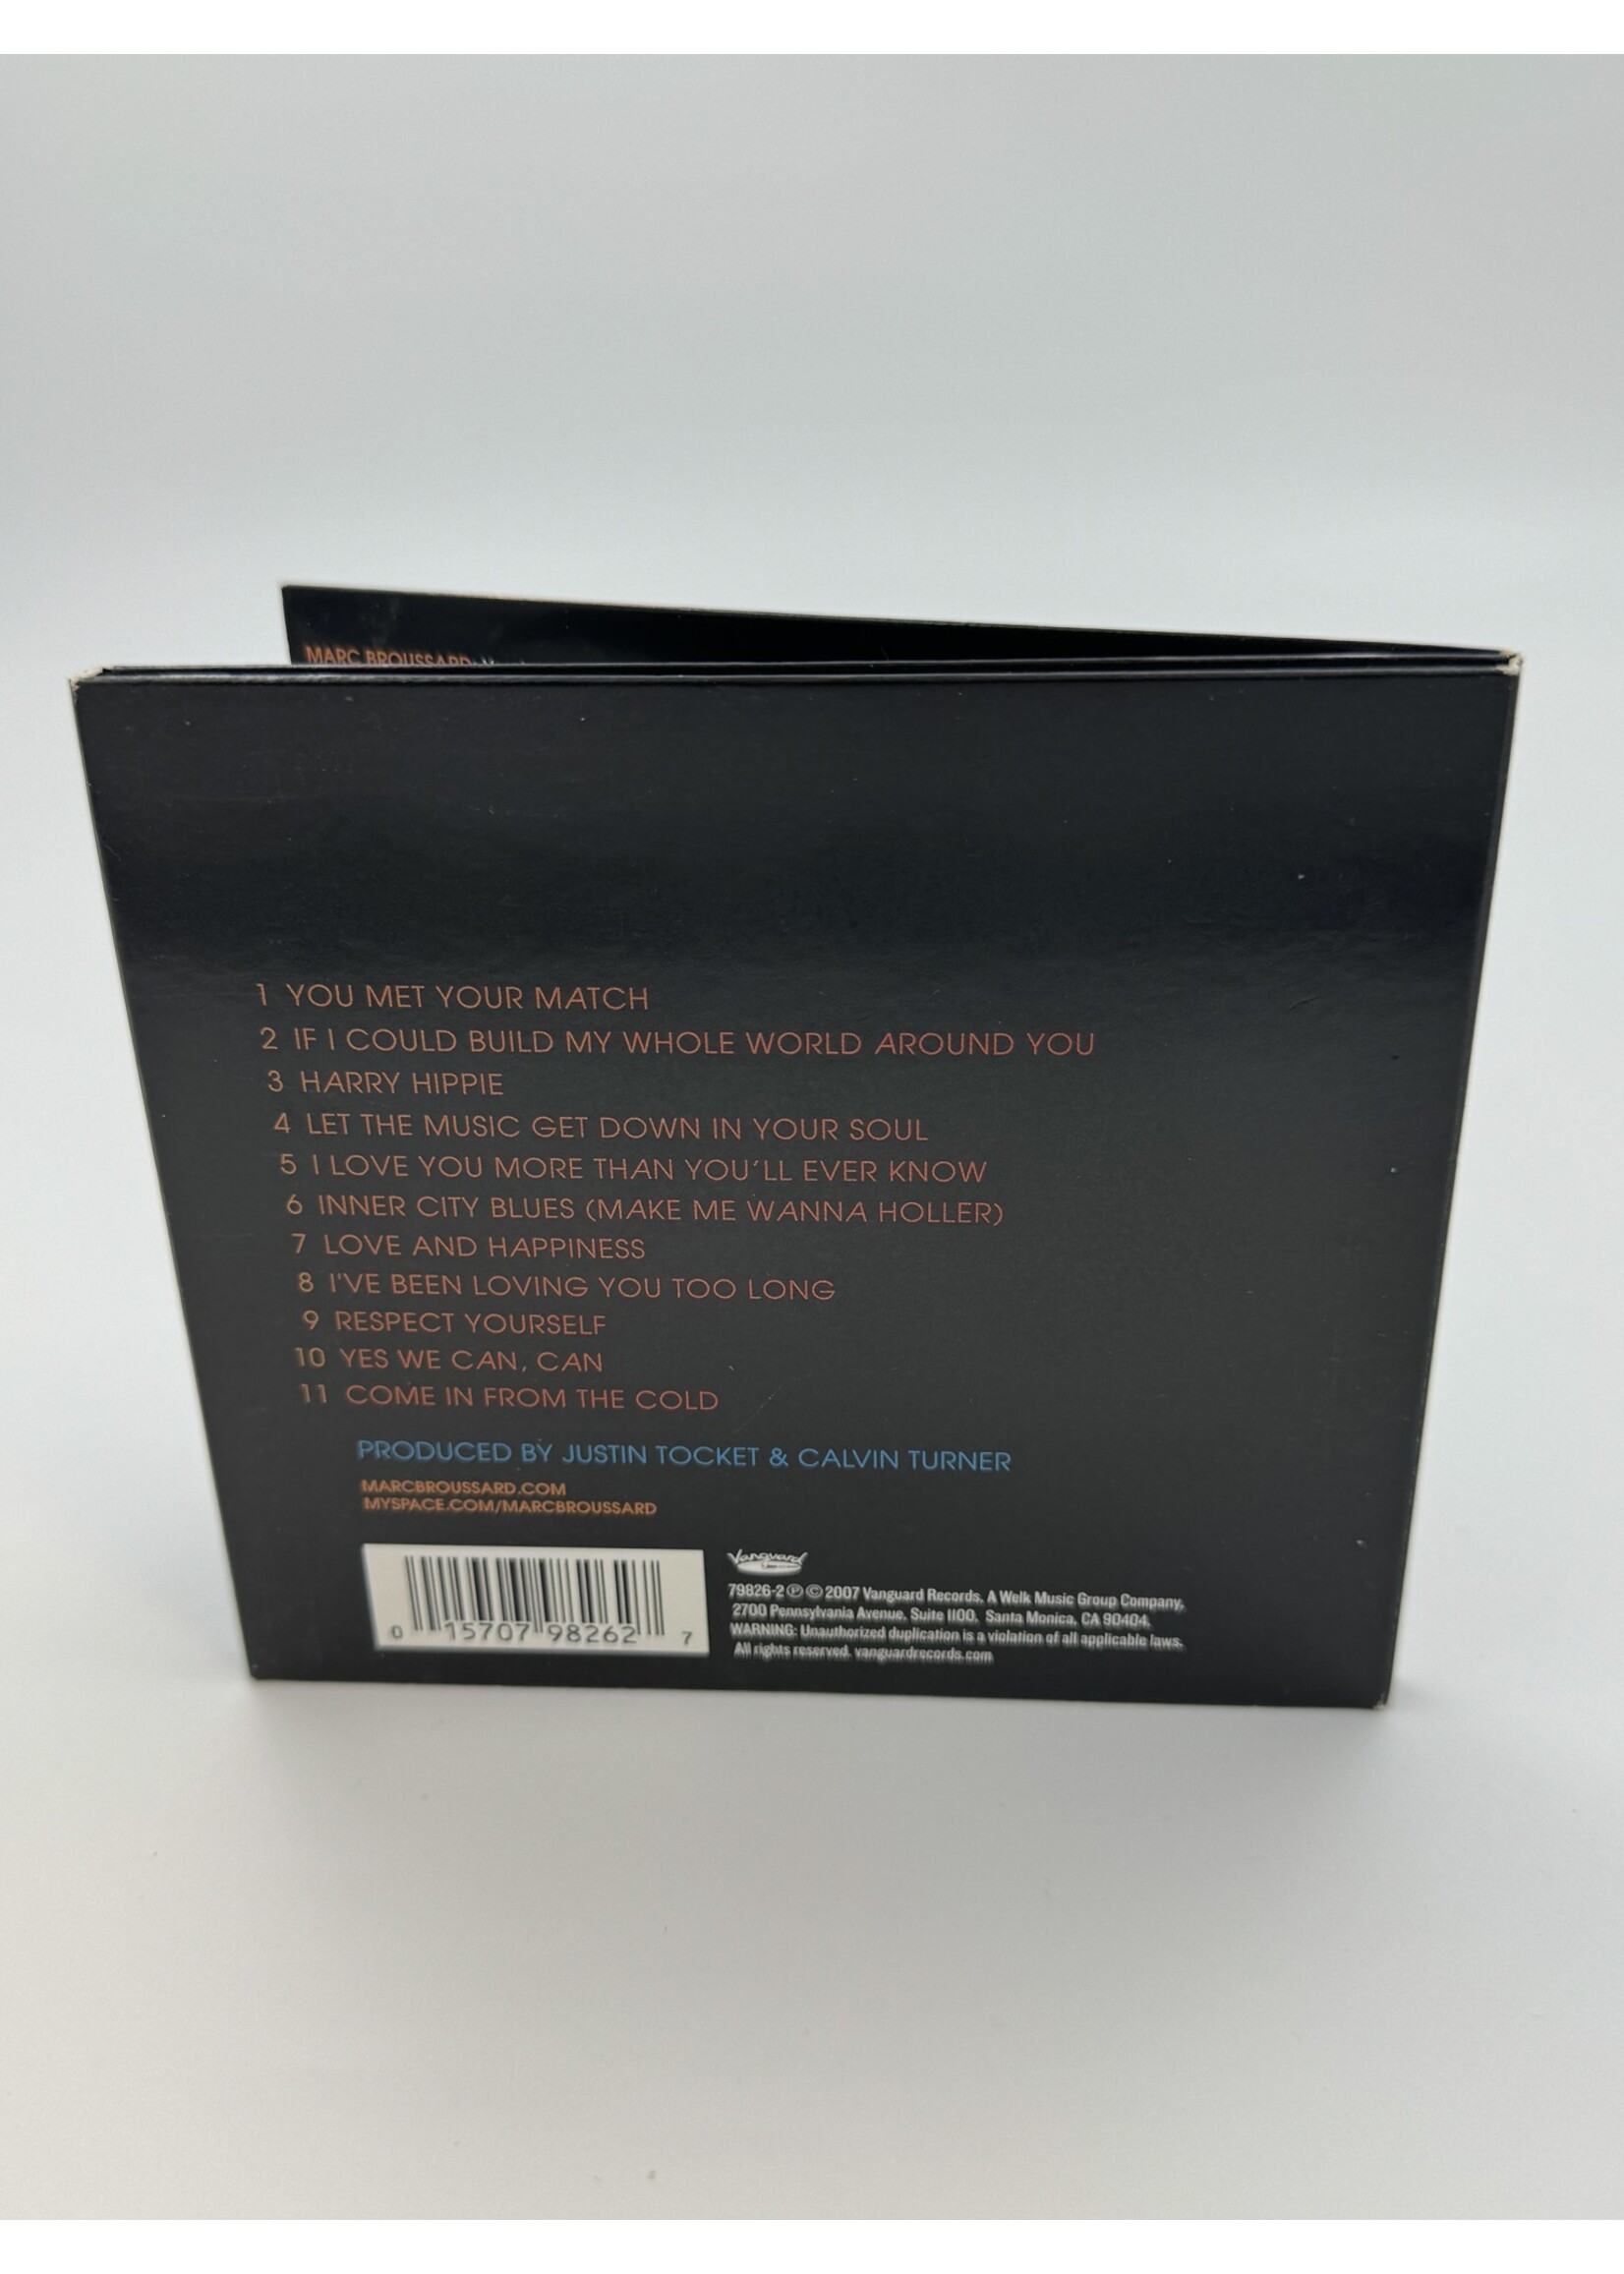 MARC BROUSSARD:
1 YOU MET YOUR MATCH
2 IF I COULD BUILD MY WHOLE WORLD AROUND YOU
3 HARRY HIPPIE
4 LET THE MUSIC GET DOWN IN YOUR SOUL
5 I LOVE YOU MORE THAN YOU'LL EVER KNOW
6 INNER CITY BLUES (MAKE ME WANNA HOLLER)
7 LOVE AND HAPPINESS
8 I'VE BEEN LOVING YOU TOO LONG
9 RESPECT YOURSELF
10 YES WE CAN, CAN
11 COME IN FROM THE COLD
PRODUCED BY JUSTIN TOCKET & CALVIN TURNER
MARCBROUSSARD.COM
MYSPACE.COM/MARCBROUSSARD
0 15707 98262 7
Vanguard
79826-2 ℗ © 2007 Vanguard Records, A Welk Music Group Company,
2700 Pennsylvania Avenue, Suite 1100, Santa Monica, CA 90404.
WARNING: Unauthorized duplication is a violation of all applicable laws.
All rights reserved. vanguardrecords.com